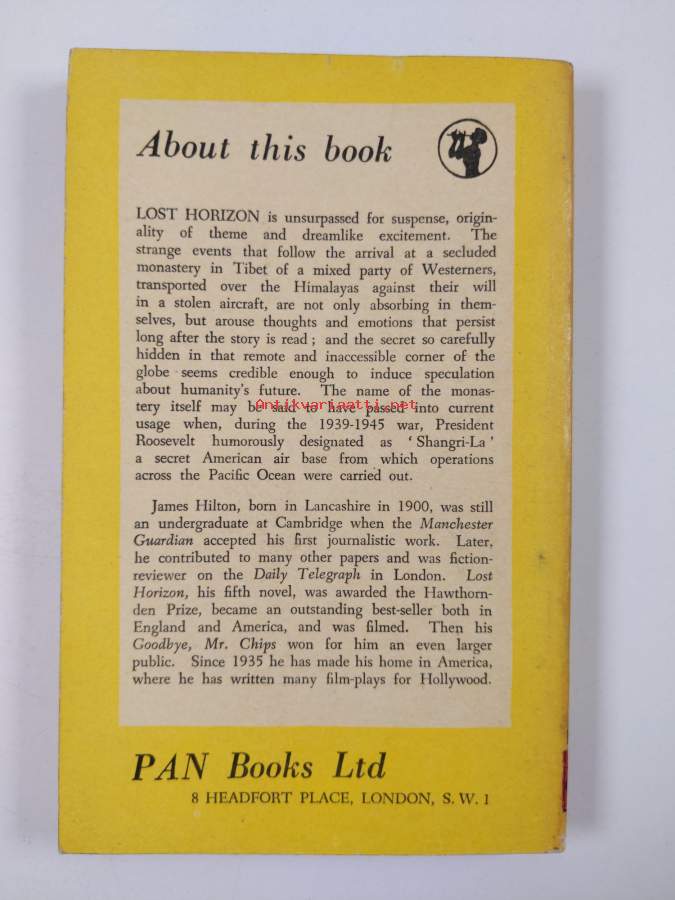 About this book
LOST HORIZON is unsurpassed for suspense, origin-
ality of theme and dreamlike excitement. The
strange events that follow the arrival at a secluded
monastery in Tibet of a mixed party of Westerners,
transported over the Himalayas against their will
in a stolen aircraft, are not only absorbing in them-
selves, but arouse thoughts and emotions that persist
long after the story is read; and the secret so carefully
hidden in that remote and inaccessible corner of the
globe seems credible enough to induce speculation
about humanity's future. The name of the monas-
tery itself may be said to have passed into current
Antikvariaatti.net
usage when, during the 1939-1945 war, President
Roosevelt humorously designated as ' Shangri-La '
a secret American air base from which operations
across the Pacific Ocean were carried out.
James Hilton, born in Lancashire in 1900, was still
an undergraduate at Cambridge when the Manchester
Guardian accepted his first journalistic work. Later,
he contributed to many other papers and was fiction-
reviewer on the Daily Telegraph in London. Lost
Horizon, his fifth novel, was awarded the Hawthorn-
den Prize, became an outstanding best-seller both in
England and America, and was filmed. Then his
Goodbye, Mr. Chips won for him an even larger
public. Since 1935 he has made his home in America,
where he has written many film-plays for Hollywood.
PAN Books Ltd
8 HEADFORT PLACE, LONDON, S. W. 1